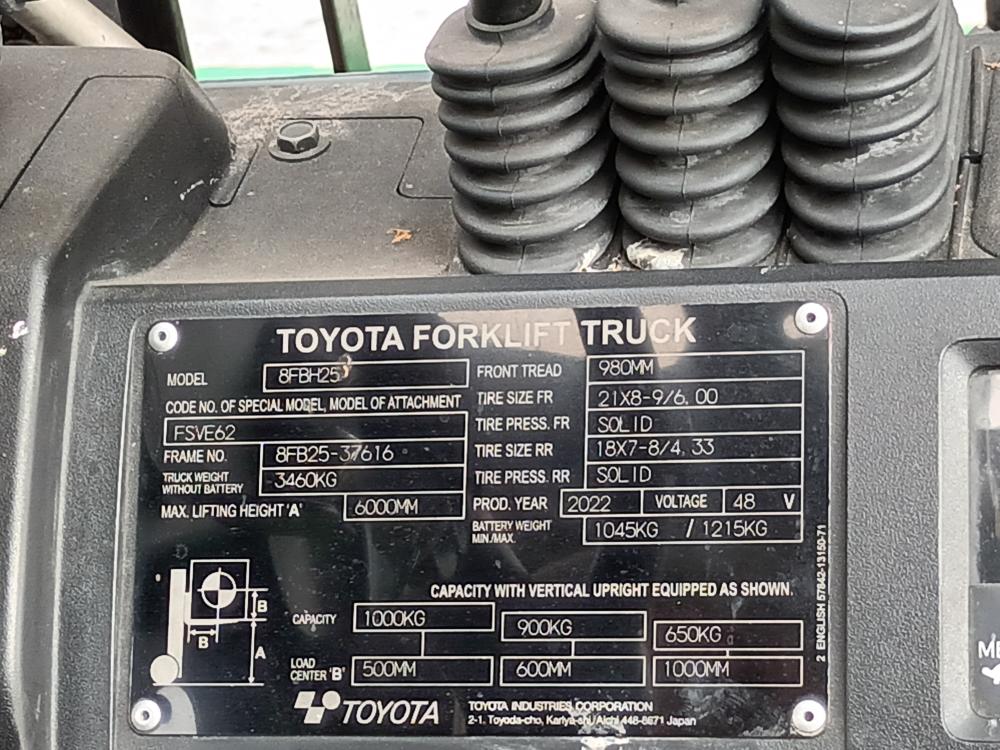 TOYOTA FORKLIFT TRUCK
MODEL 8FBH25
CODE NO. OF SPECIAL MODEL, MODEL OF ATTACHMENT
FSVE62
FRAME NO. 8FB25-37616
TRUCK WEIGHT WITHOUT BATTERY 3460KG
MAX. LIFTING HEIGHT 'A' 6000MM
FRONT TREAD 980MM
TIRE SIZE FR 21X8-9/6.00
TIRE PRESS. FR SOLID
TIRE SIZE RR 18X7-8/4.33
TIRE PRESS. RR SOLID
PROD. YEAR 2022 VOLTAGE 48 V
BATTERY WEIGHT MIN./MAX. 1045KG / 1215KG
CAPACITY WITH VERTICAL UPRIGHT EQUIPPED AS SHOWN.
B
B
A
CAPACITY 1000KG 900KG 650KG
LOAD CENTER 'B' 500MM 600MM 1000MM
TOYOTA
TOYOTA INDUSTRIES CORPORATION
2-1, Toyoda-cho, Kariya-shi, Aichi 448-8671 Japan
2 ENGLISH 57842-13150-71